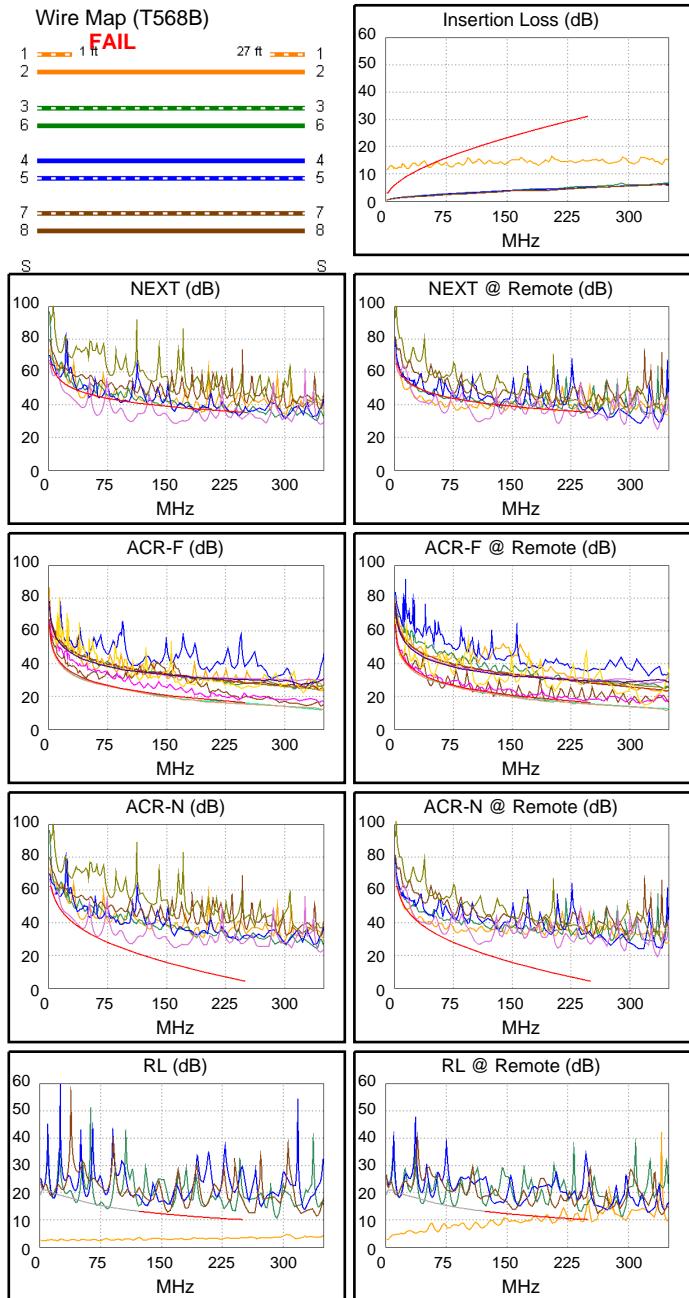 Wire Map (T568B)
FAIL
1 1 ft 27 ft 1
2 2
3 3
6 6
4 4
5 5
7 7
8 8
S S
Insertion Loss (dB)
60
50
40
30
20
10
0
0 75 150 225 300
MHz
NEXT (dB)
100
80
60
40
20
0
0 75 150 225 300
MHz
NEXT @ Remote (dB)
100
80
60
40
20
0
0 75 150 225 300
MHz
ACR-F (dB)
100
80
60
40
20
0
0 75 150 225 300
MHz
ACR-F @ Remote (dB)
100
80
60
40
20
0
0 75 150 225 300
MHz
ACR-N (dB)
100
80
60
40
20
0
0 75 150 225 300
MHz
ACR-N @ Remote (dB)
100
80
60
40
20
0
0 75 150 225 300
MHz
RL (dB)
60
50
40
30
20
10
0
0 75 150 225 300
MHz
RL @ Remote (dB)
60
50
40
30
20
10
0
0 75 150 225 300
MHz